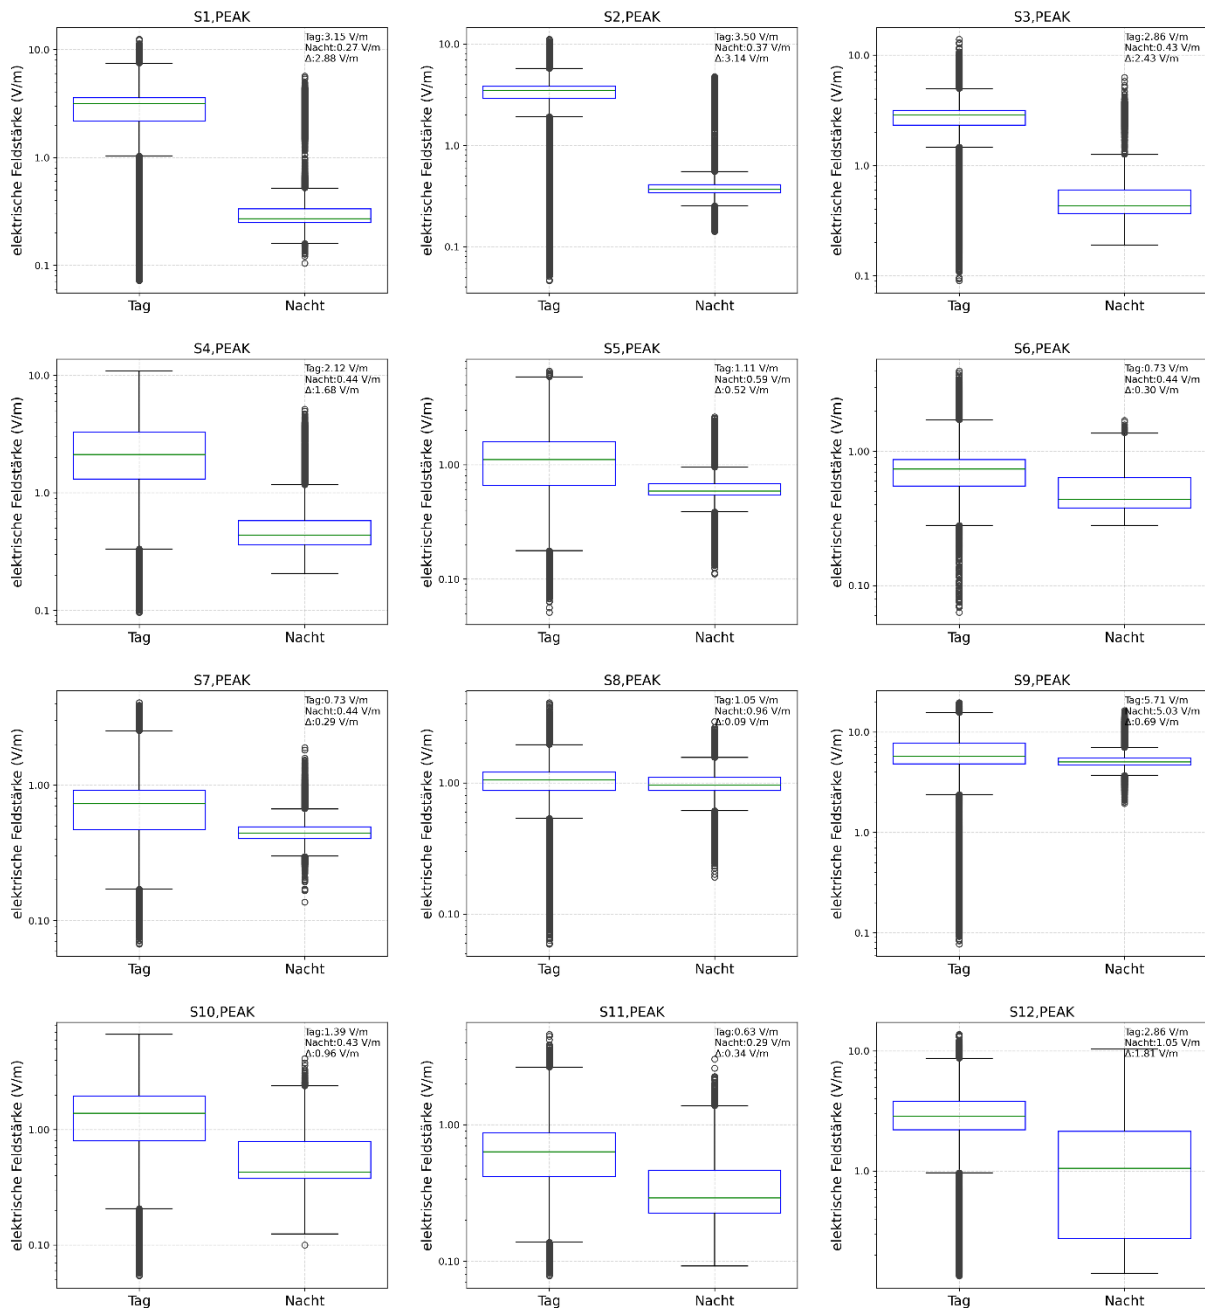 S1,PEAK
Tag:3.15 V/m
Nacht:0.27 V/m
Δ:2.88 V/m
elektrische Feldstärke (V/m)
10.0
1.0
0.1
Tag
Nacht
S2,PEAK
Tag:3.50 V/m
Nacht:0.37 V/m
Δ:3.14 V/m
elektrische Feldstärke (V/m)
10.0
1.0
0.1
Tag
Nacht
S3,PEAK
Tag:2.86 V/m
Nacht:0.43 V/m
Δ:2.43 V/m
elektrische Feldstärke (V/m)
10.0
1.0
0.1
Tag
Nacht
S4,PEAK
Tag:2.12 V/m
Nacht:0.44 V/m
Δ:1.68 V/m
elektrische Feldstärke (V/m)
10.0
1.0
0.1
Tag
Nacht
S5,PEAK
Tag:1.11 V/m
Nacht:0.59 V/m
Δ:0.52 V/m
elektrische Feldstärke (V/m)
1.00
0.10
Tag
Nacht
S6,PEAK
Tag:0.73 V/m
Nacht:0.44 V/m
Δ:0.30 V/m
elektrische Feldstärke (V/m)
1.00
0.10
Tag
Nacht
S7,PEAK
Tag:0.73 V/m
Nacht:0.44 V/m
Δ:0.29 V/m
elektrische Feldstärke (V/m)
1.00
0.10
Tag
Nacht
S8,PEAK
Tag:1.05 V/m
Nacht:0.96 V/m
Δ:0.09 V/m
elektrische Feldstärke (V/m)
1.00
0.10
Tag
Nacht
S9,PEAK
Tag:5.71 V/m
Nacht:5.03 V/m
Δ:0.69 V/m
elektrische Feldstärke (V/m)
10.0
1.0
0.1
Tag
Nacht
S10,PEAK
Tag:1.39 V/m
Nacht:0.43 V/m
Δ:0.96 V/m
elektrische Feldstärke (V/m)
1.00
0.10
Tag
Nacht
S11,PEAK
Tag:0.63 V/m
Nacht:0.29 V/m
Δ:0.34 V/m
elektrische Feldstärke (V/m)
1.00
0.10
Tag
Nacht
S12,PEAK
Tag:2.86 V/m
Nacht:1.05 V/m
Δ:1.81 V/m
elektrische Feldstärke (V/m)
10.0
1.0
Tag
Nacht